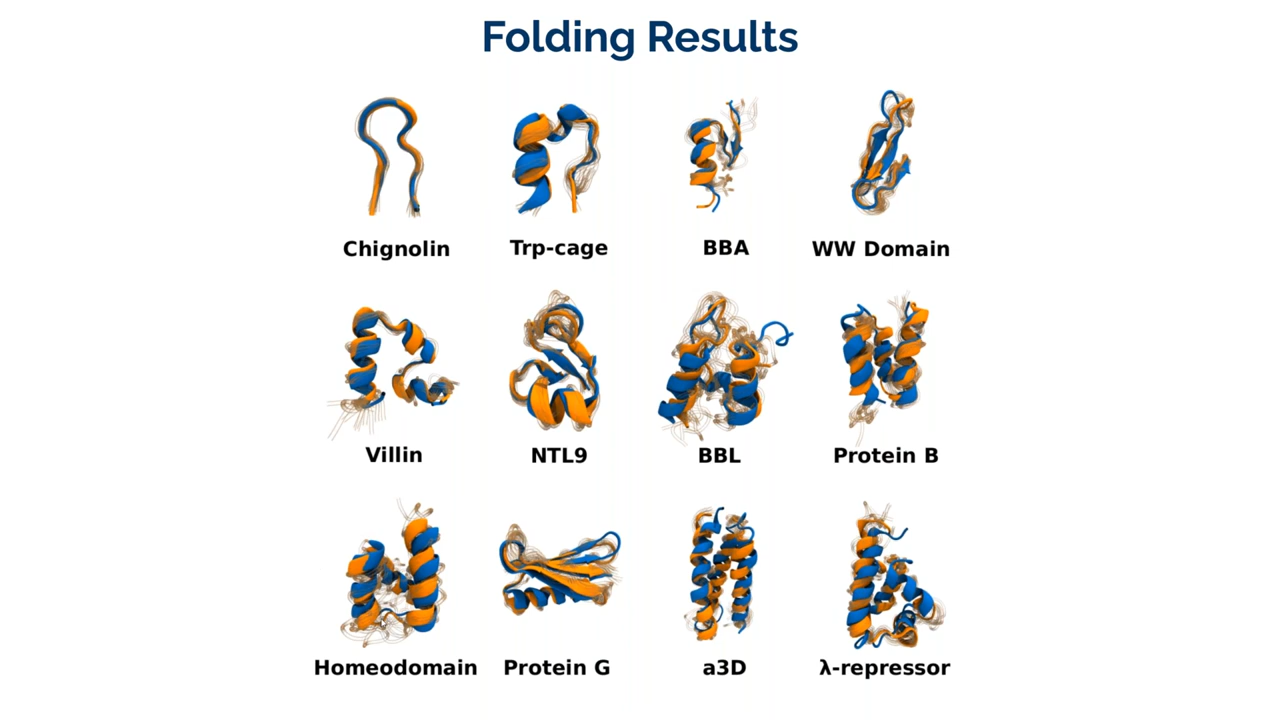 Folding Results
Chignolin
Trp-cage
BBA
WW Domain
Villin
NTL9
BBL
Protein B
Homeodomain
Protein G
a3D
λ-repressor